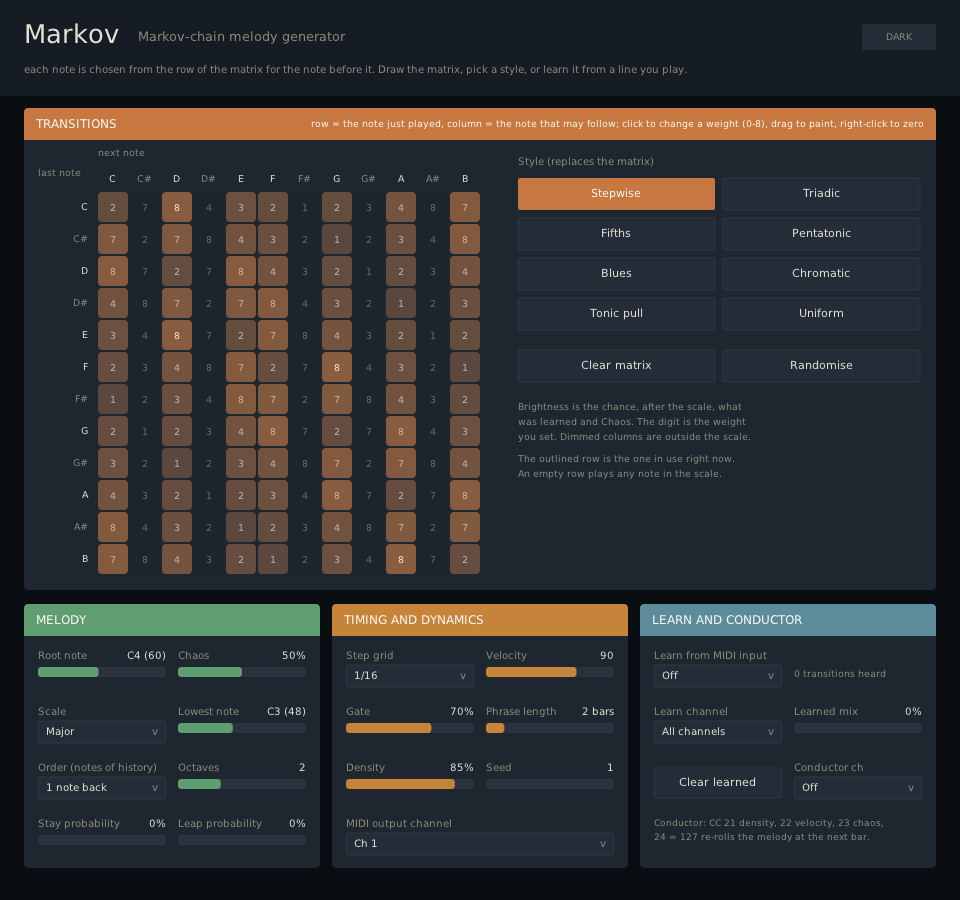 Markov Markov-chain melody generator DARK
each note is chosen from the row of the matrix for the note before it. Draw the matrix, pick a style, or learn it from a line you play.
TRANSITIONS row = the note just played, column = the note that may follow; click to change a weight (0-8), drag to paint, right-click to zero
next note
last note
C C# D D# E F F# G G# A A# B
C 2 7 8 4 3 2 1 2 3 4 8 7
C# 7 2 7 8 4 3 2 1 2 3 4 8
D 8 7 2 7 8 4 3 2 1 2 3 4
D# 4 8 7 2 7 8 4 3 2 1 2 3
E 3 4 8 7 2 7 8 4 3 2 1 2
F 2 3 4 8 7 2 7 8 4 3 2 1
F# 1 2 3 4 8 7 2 7 8 4 3 2
G 2 1 2 3 4 8 7 2 7 8 4 3
G# 3 2 1 2 3 4 8 7 2 7 8 4
A 4 3 2 1 2 3 4 8 7 2 7 8
A# 8 4 3 2 1 2 3 4 8 7 2 7
B 7 8 4 3 2 1 2 3 4 8 7 2
Style (replaces the matrix)
Stepwise Triadic
Fifths Pentatonic
Blues Chromatic
Tonic pull Uniform
Clear matrix Randomise
Brightness is the chance, after the scale, what
was learned and Chaos. The digit is the weight
you set. Dimmed columns are outside the scale.
The outlined row is the one in use right now.
An empty row plays any note in the scale.
MELODY
Root note C4 (60) Chaos 50%
Scale Lowest note C3 (48)
Major v
Order (notes of history) Octaves 2
1 note back v
Stay probability 0% Leap probability 0%
TIMING AND DYNAMICS
Step grid Velocity 90
1/16 v
Gate 70% Phrase length 2 bars
Density 85% Seed 1
MIDI output channel
Ch 1 v
LEARN AND CONDUCTOR
Learn from MIDI input
Off v 0 transitions heard
Learn channel Learned mix 0%
All channels v
Clear learned Conductor ch
Off v
Conductor: CC 21 density, 22 velocity, 23 chaos,
24 = 127 re-rolls the melody at the next bar.